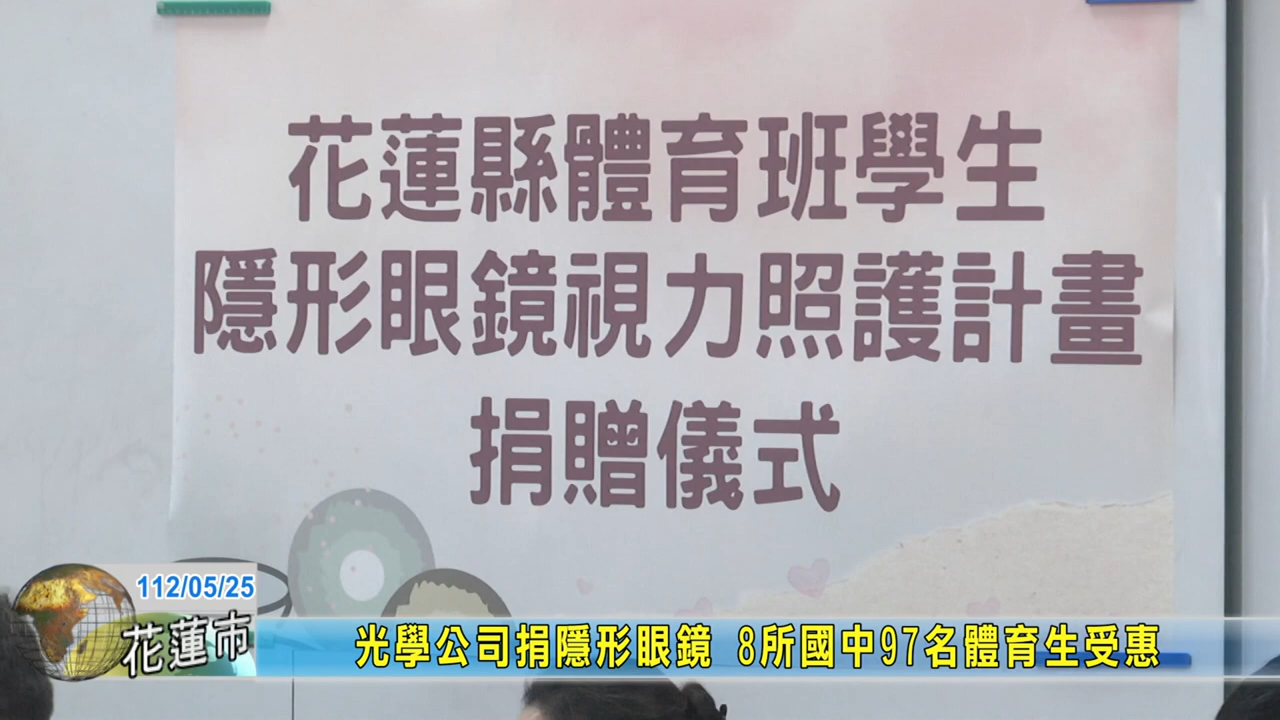 花蓮縣體育班學生
隱形眼鏡視力照護計畫
捐贈儀式
112/05/25
花蓮市
光學公司捐隱形眼鏡 8所國中97名體育生受惠